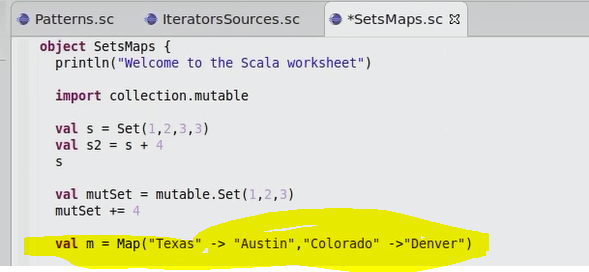 Patterns.sc IteratorsSources.sc *SetsMaps.sc
object SetsMaps {
println("Welcome to the Scala worksheet")
import collection.mutable
val s = Set(1,2,3,3)
val s2 = s + 4
s
val mutSet = mutable.Set(1,2,3)
mutSet += 4
val m = Map("Texas" -> "Austin","Colorado" ->"Denver")